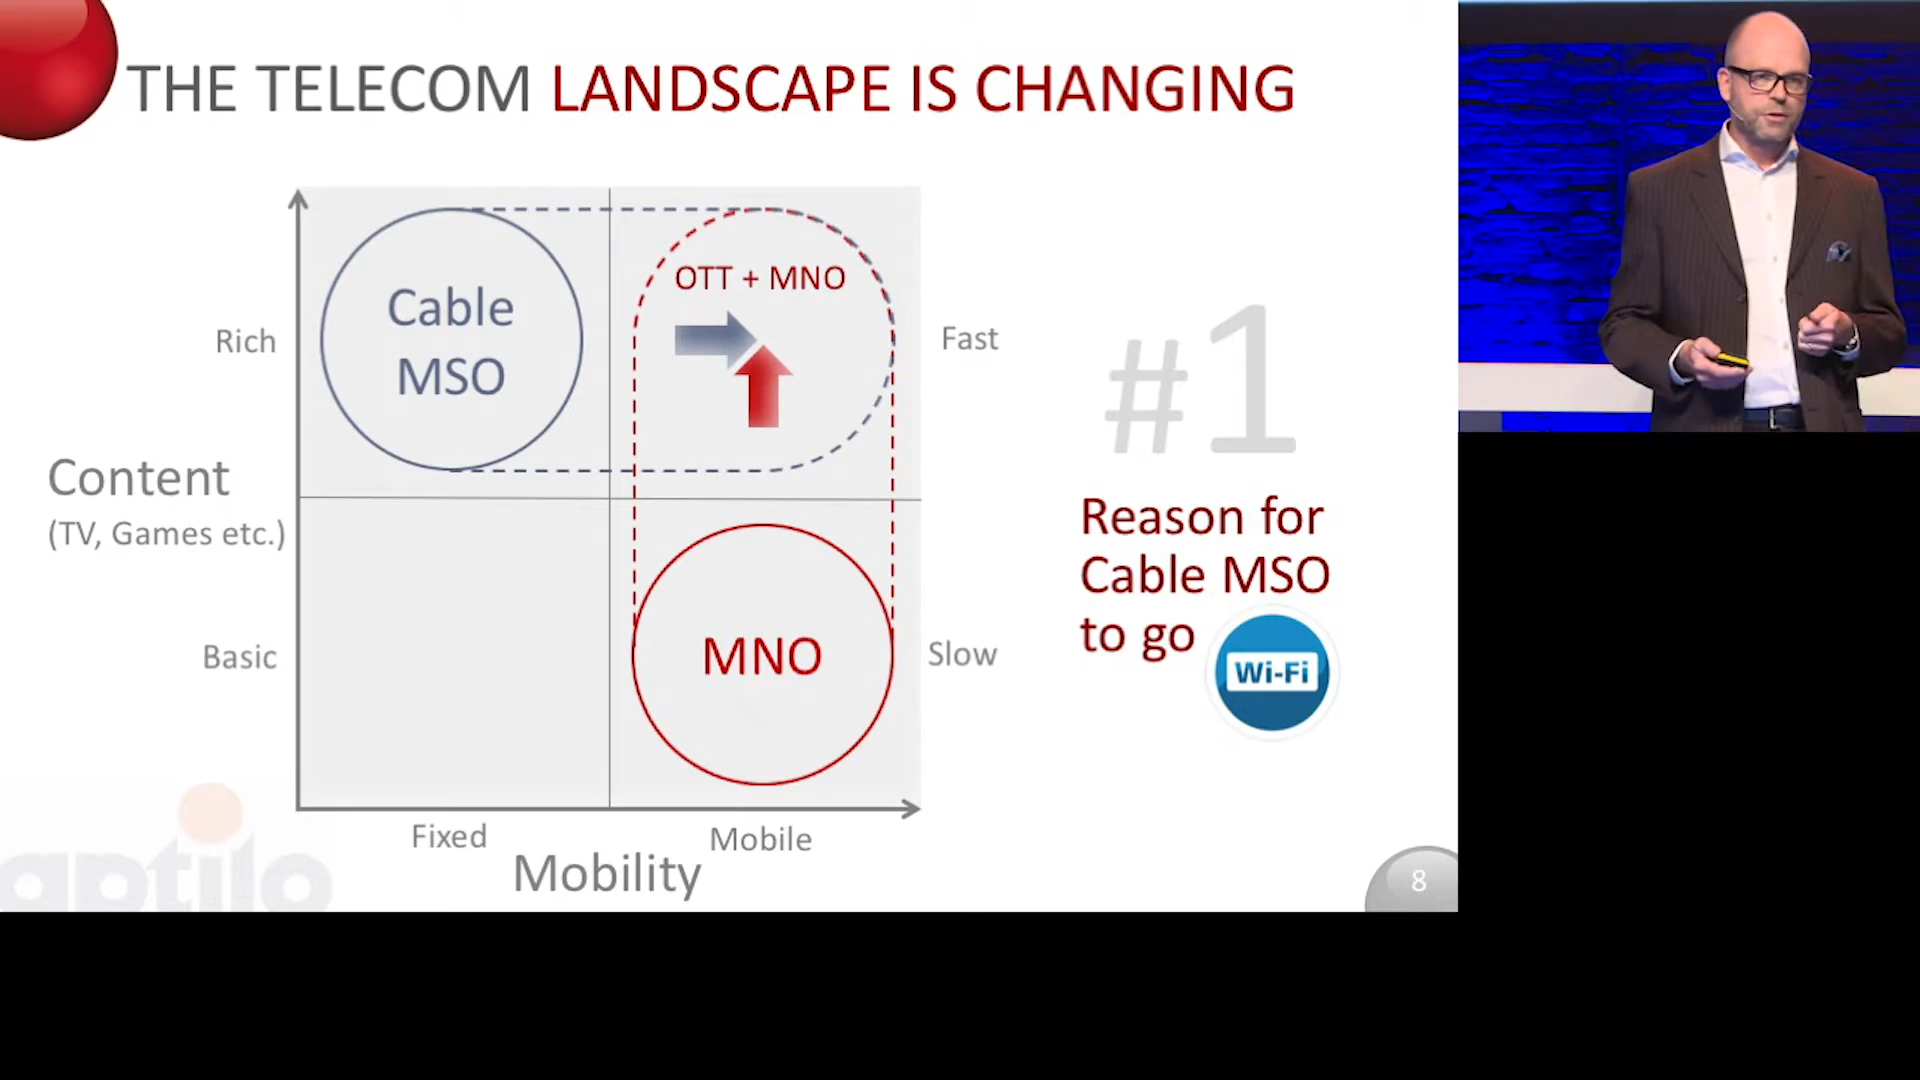 THE TELECOM LANDSCAPE IS CHANGING
OTT + MNO
Cable
MSO
Rich
Fast
#1
Content
(TV, Games etc.)
Reason for
Cable MSO
to go
Wi-Fi
MNO
Basic
Slow
Fixed
Mobile
Mobility
aptilo
8